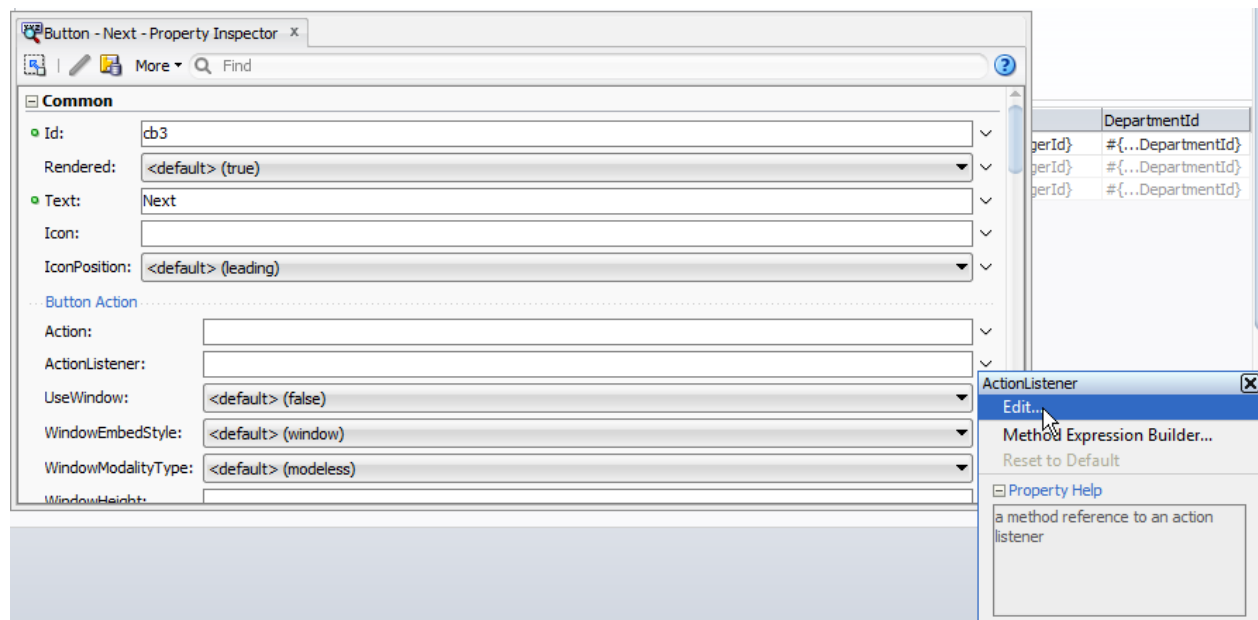 Button - Next - Property Inspector x
More Find
Common
DepartmentId
Id: cb3
gerId} #{...DepartmentId}
Rendered: <default> (true)
gerId} #{...DepartmentId}
gerId} #{...DepartmentId}
Text: Next
Icon:
IconPosition: <default> (leading)
Button Action
Action:
ActionListener:
ActionListener
UseWindow: <default> (false)
Edit...
WindowEmbedStyle: <default> (window)
Method Expression Builder...
WindowModalityType: <default> (modeless)
Reset to Default
WindowHeight:
Property Help
a method reference to an action
listener